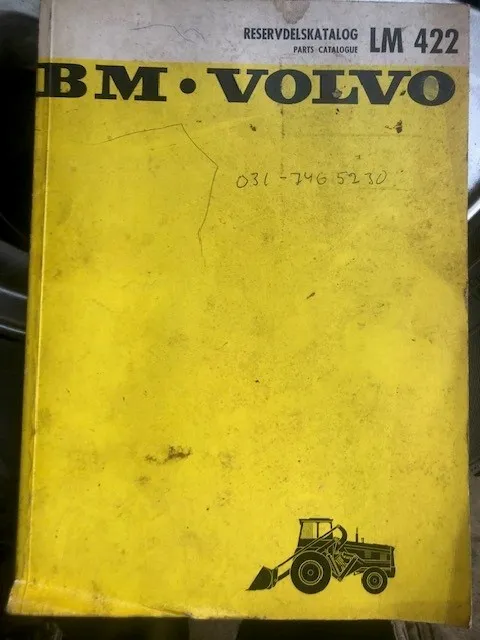 RESERVDELSKATALOG LM 422
PARTS CATALOGUE
BM • VOLVO
031-746 5230